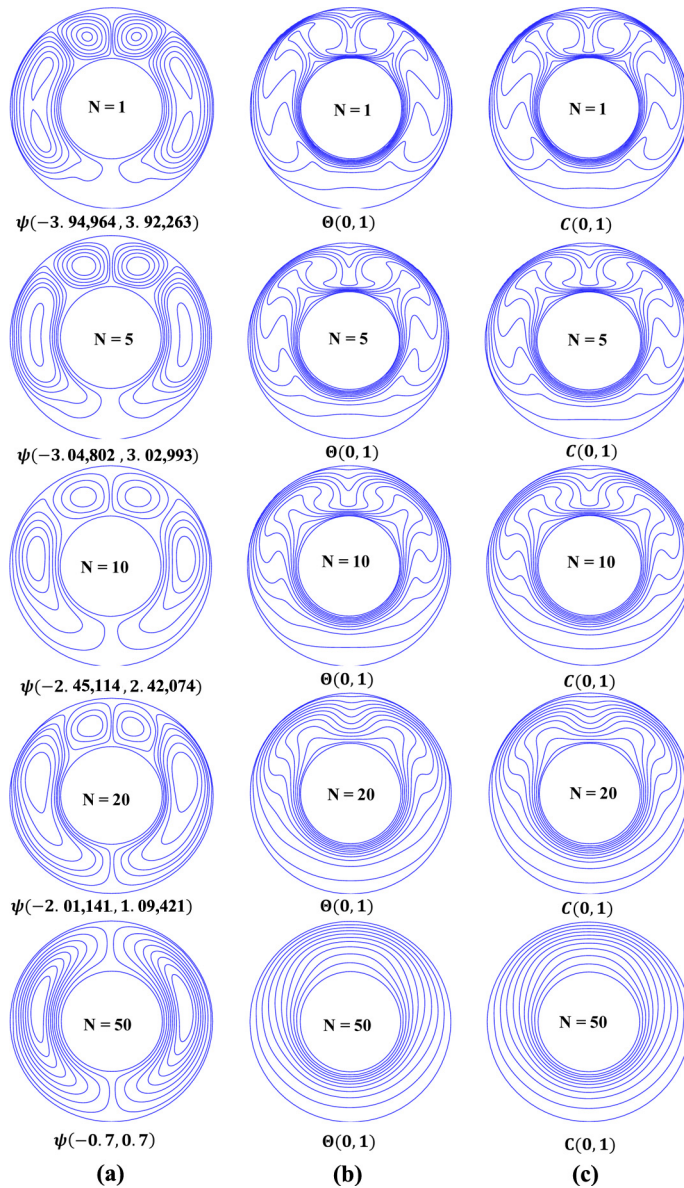 N = 1 N = 1 N = 1
ψ(−3. 94,964 , 3. 92,263) Θ(0, 1) C(0, 1)
N = 5 N = 5 N = 5
ψ(−3. 04,802 , 3. 02,993) Θ(0, 1) C(0, 1)
N = 10 N = 10 N = 10
ψ(−2. 45,114 , 2. 42,074) Θ(0, 1) C(0, 1)
N = 20 N = 20 N = 20
ψ(−2. 01,141 , 1. 09,421) Θ(0, 1) C(0, 1)
N = 50 N = 50 N = 50
ψ(−0. 7, 0. 7) Θ(0, 1) C(0, 1)
(a) (b) (c)